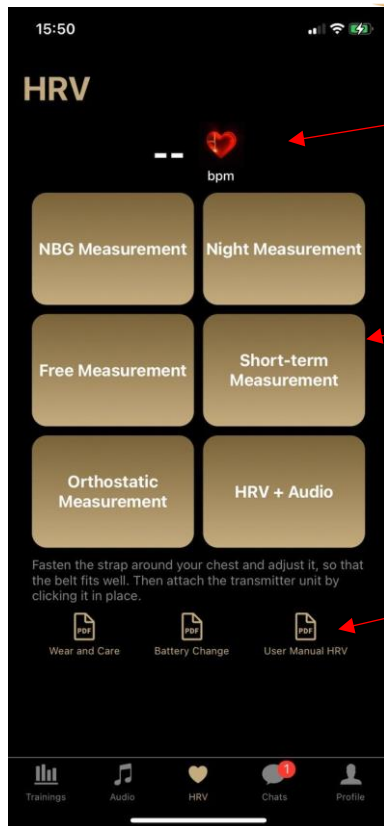 15:50
HRV
--
bpm
NBG Measurement
Night Measurement
Free Measurement
Short-term
Measurement
Orthostatic
Measurement
HRV + Audio
Fasten the strap around your chest and adjust it, so that
the belt fits well. Then attach the transmitter unit by
clicking it in place.
PDF
PDF
PDF
Wear and Care
Battery Change
User Manual HRV
1
Trainings
Audio
HRV
Chats
Profile